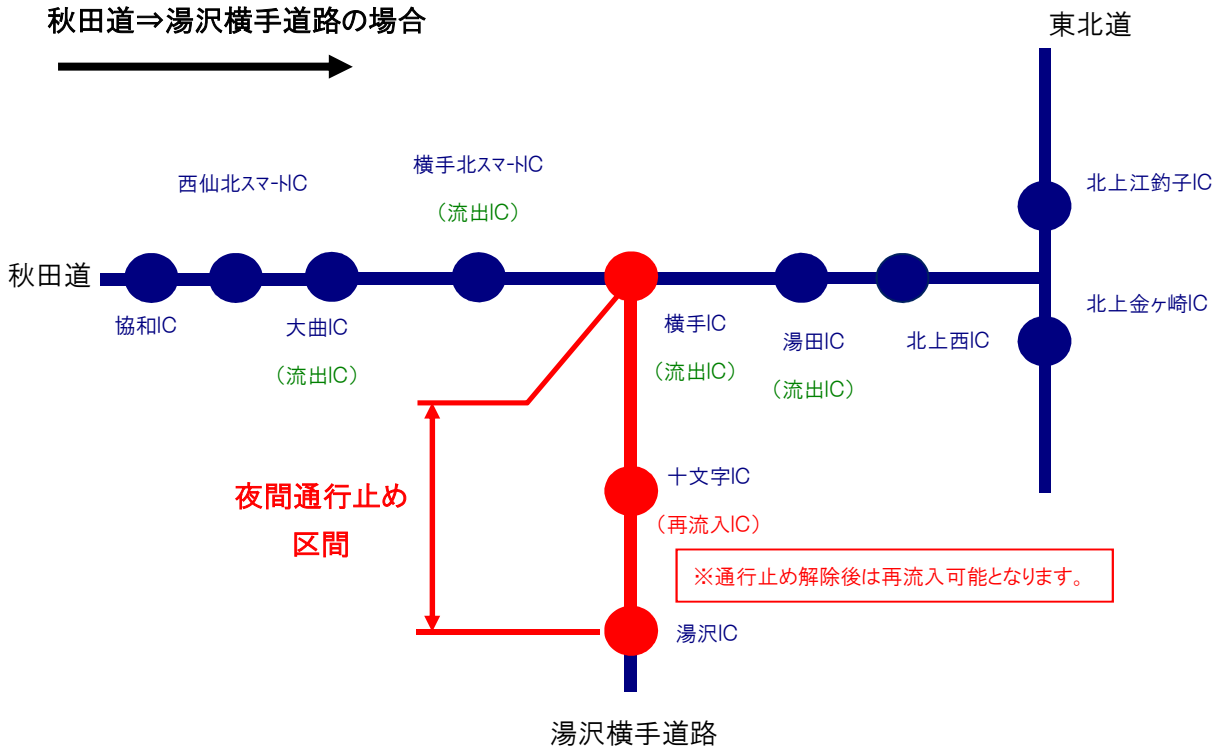 秋田道⇒湯沢横手道路の場合
東北道
横手北スマートIC
西仙北スマートIC
北上江釣子IC
（流出IC）
秋田道
北上金ヶ崎IC
協和IC
大曲IC
横手IC
湯田IC
北上西IC
（流出IC）
（流出IC）
（流出IC）
十文字IC
夜間通行止め
区間
（再流入IC）
※通行止め解除後は再流入可能となります。
湯沢IC
湯沢横手道路